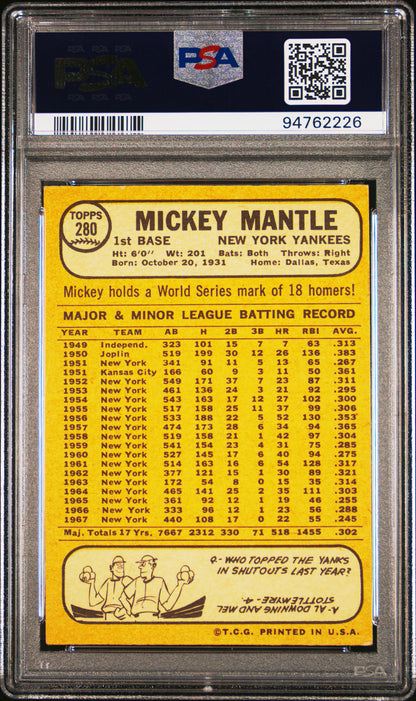 PSA
PSA
94762226
TOPPS
280
MICKEY MANTLE
1st BASE NEW YORK YANKEES
Ht: 6'0" Wt: 201 Bats: Both Throws: Right
Born: October 20, 1931 Home: Dallas, Texas
Mickey holds a World Series mark of 18 homers!
MAJOR & MINOR LEAGUE BATTING RECORD
YEAR TEAM AB H 2B 3B HR RBI AVG.
1949 Independ. 323 101 15 7 7 63 .313
1950 Joplin 519 199 30 12 26 136 .383
1951 New York 341 91 11 5 13 65 .267
1951 Kansas City 166 60 9 3 11 50 .361
1952 New York 549 171 37 7 23 87 .311
1953 New York 461 136 24 3 21 92 .295
1954 New York 543 163 17 12 27 102 .300
1955 New York 517 158 25 11 37 99 .306
1956 New York 533 188 22 5 52 130 .353
1957 New York 474 173 28 6 34 94 .365
1958 New York 519 158 21 1 42 97 .304
1959 New York 541 154 23 4 31 75 .285
1960 New York 527 145 17 6 40 94 .275
1961 New York 514 163 16 6 54 128 .317
1962 New York 377 121 15 1 30 89 .321
1963 New York 172 54 8 0 15 35 .314
1964 New York 465 141 25 2 35 111 .303
1965 New York 361 92 12 1 19 46 .255
1966 New York 333 96 12 1 23 56 .288
1967 New York 440 108 17 0 22 55 .245
Maj. Totals 17 Yrs. 7667 2312 330 71 518 1455 .302
Q-WHO TOPPED THE YANKS
IN SHUTOUTS LAST YEAR?
A-AL DOWNING AND MEL
STOTTLEMYRE-4
©T.C.G. PRINTED IN U.S.A.
PSA